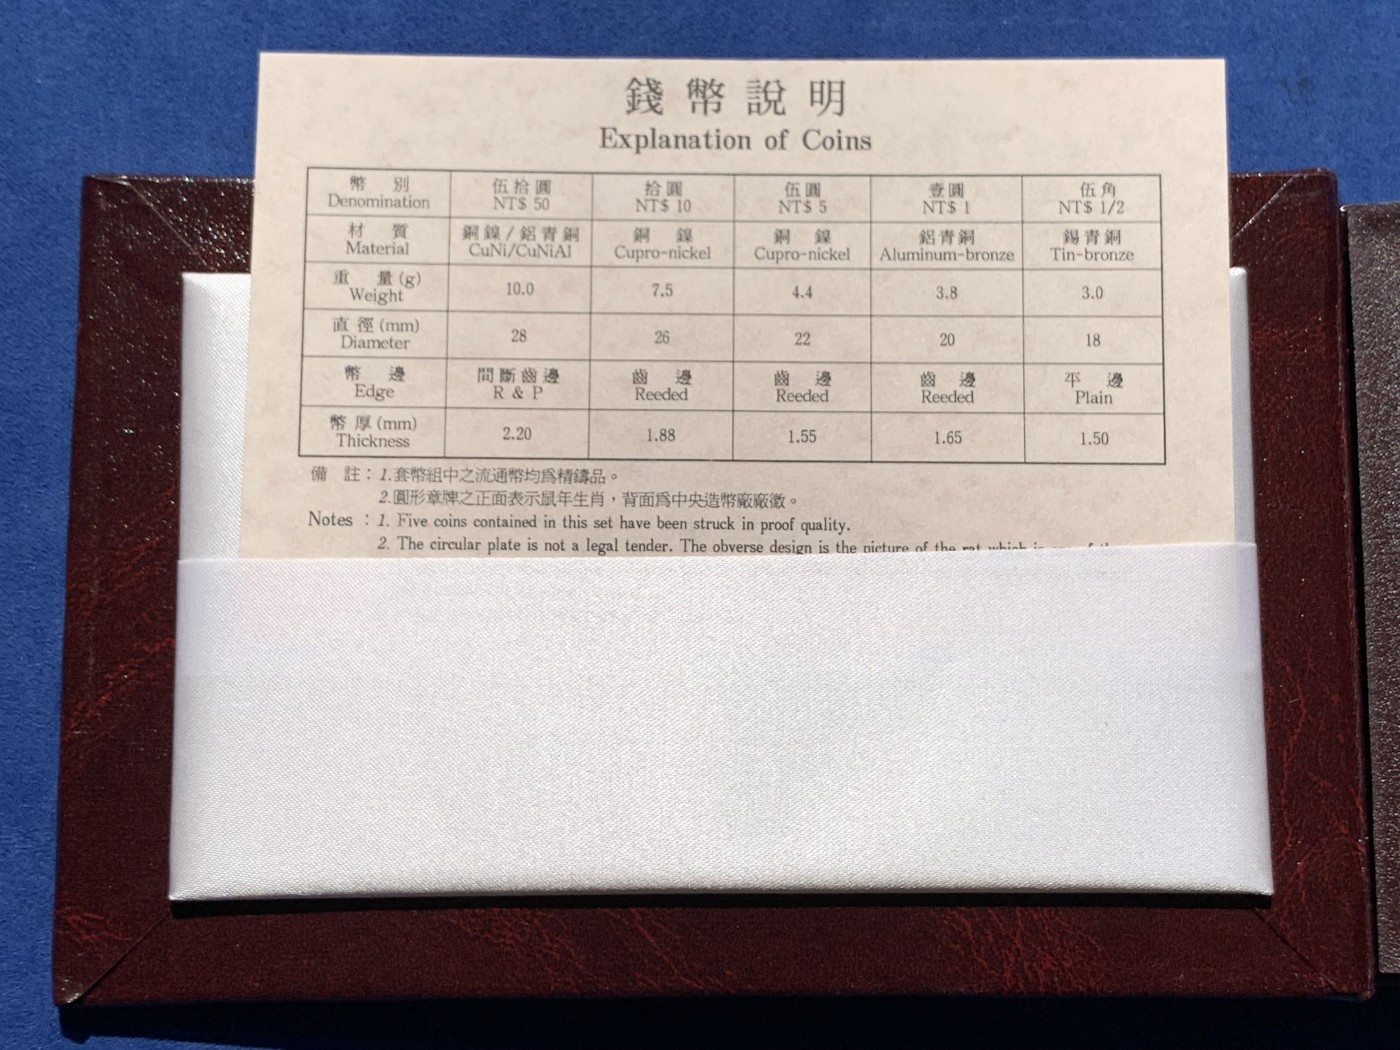 錢幣說明
Explanation of Coins
幣別 伍拾圓 拾圓 伍圓 壹圓 伍角
Denomination NT$ 50 NT$ 10 NT$ 5 NT$ 1 NT$ 1/2
材質 銅鎳/鋁青銅 銅鎳 銅鎳 鋁青銅 錫青銅
Material CuNi/CuNiAl Cupro-nickel Cupro-nickel Aluminum-bronze Tin-bronze
重量(g)
Weight 10.0 7.5 4.4 3.8 3.0
直徑(mm)
Diameter 28 26 22 20 18
幣邊 間斷齒邊 齒邊 齒邊 齒邊 平邊
Edge R & P Reeded Reeded Reeded Plain
幣厚(mm)
Thickness 2.20 1.88 1.55 1.65 1.50
備註：1.套幣組中之流通幣均爲精鑄品。
2.圓形章牌之正面表示鼠年生肖，背面爲中央造幣廠廠徽。
Notes : 1. Five coins contained in this set have been struck in proof quality.
2. The circular plate is not a legal tender. The obverse design is the picture of the rat which is